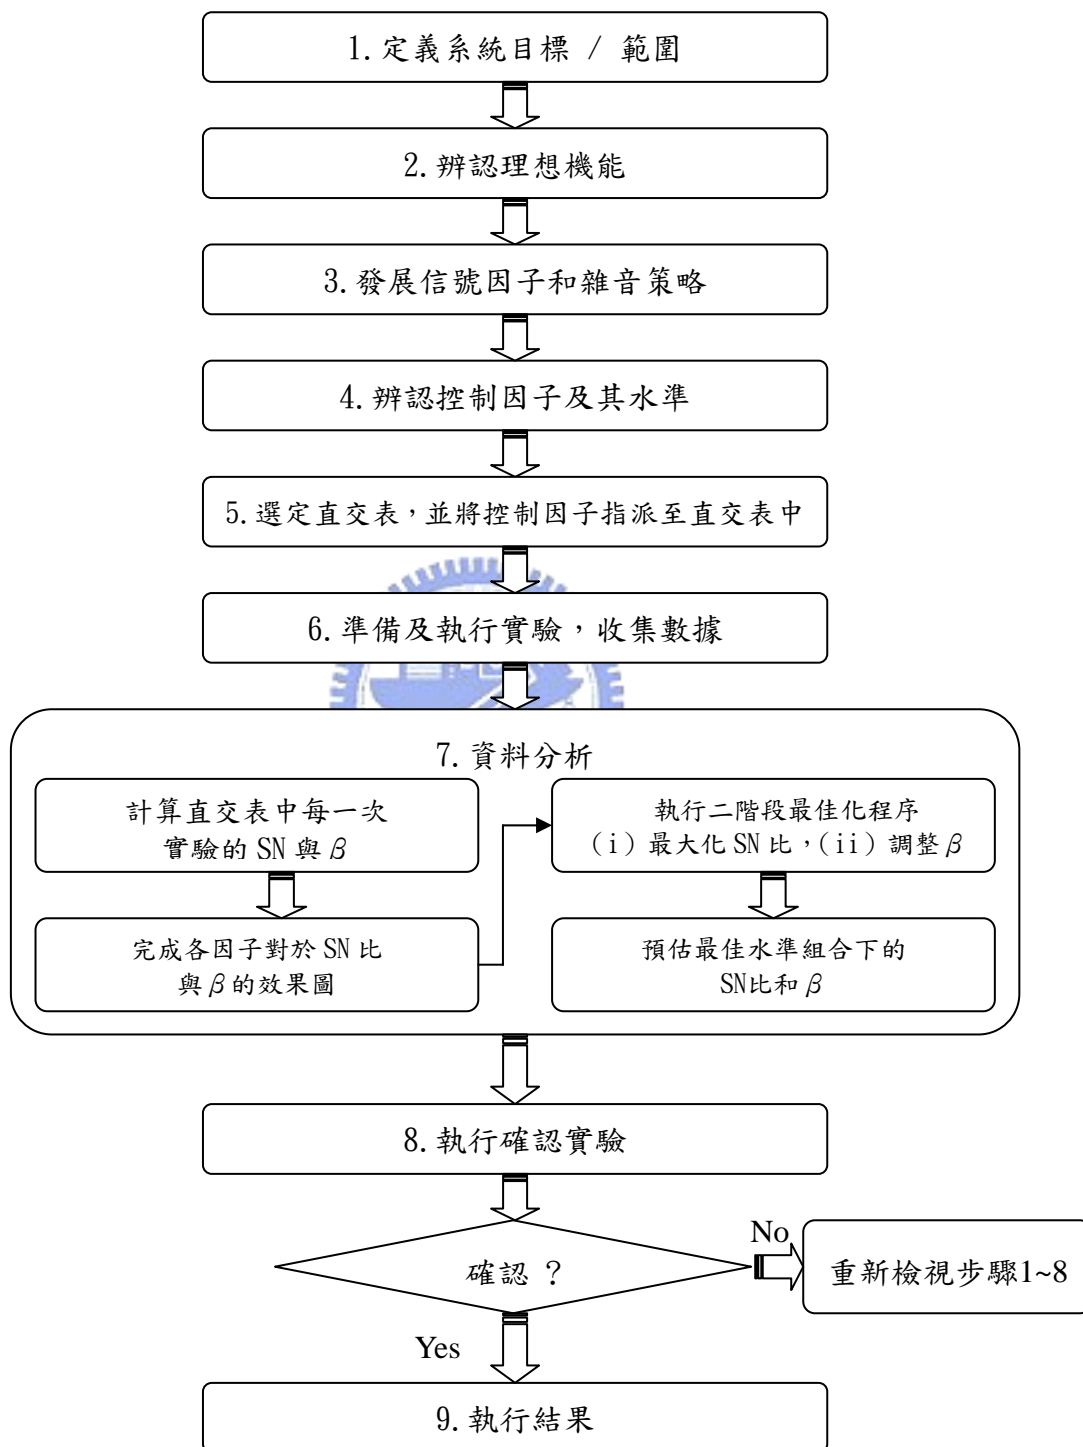 1.定義系統目標 / 範圍
2.辨認理想機能
3.發展信號因子和雜音策略
4.辨認控制因子及其水準
5.選定直交表，並將控制因子指派至直交表中
6.準備及執行實驗，收集數據
7.資料分析
計算直交表中每一次
實驗的 SN 與β
完成各因子對於 SN 比
與β的效果圖
執行二階段最佳化程序
（i）最大化 SN 比，（ii）調整β
預估最佳水準組合下的
SN比和β
8.執行確認實驗
確認 ?
No
重新檢視步驟1~8
Yes
9.執行結果